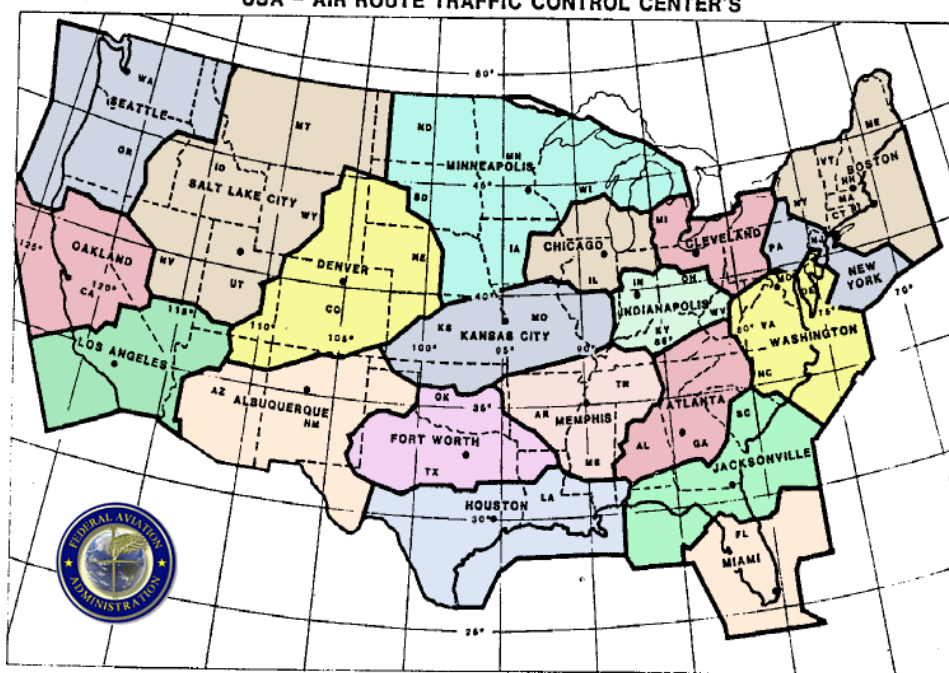 USA – AIR ROUTE TRAFFIC CONTROL CENTER'S
50°
WA
SEATTLE
OR
MT
ID
SALT LAKE CITY
WY
NV
UT
ND
MN
MINNEAPOLIS
45°
SD
WI
IA
ME
VT
BOSTON
NH
MA
CT RI
NY
125°
OAKLAND
120°
CA
DENVER
NE
CO
110°
105°
CHICAGO
IL
MI
CLEVELAND
PA
NJ
NEW
YORK
70°
115°
LOS ANGELES
40°
KS
MO
KANSAS CITY
100°
95°
90°
IN
OH
INDIANAPOLIS
WV
KY
85°
MD
DE
75°
80°
VA
WASHINGTON
NC
AZ
ALBUQUERQUE
NM
OK
35°
FORT WORTH
TX
TN
AR
MEMPHIS
MS
ATLANTA
AL
GA
SC
JACKSONVILLE
HOUSTON
LA
30°
FL
MIAMI
25°
FEDERAL AVIATION
ADMINISTRATION